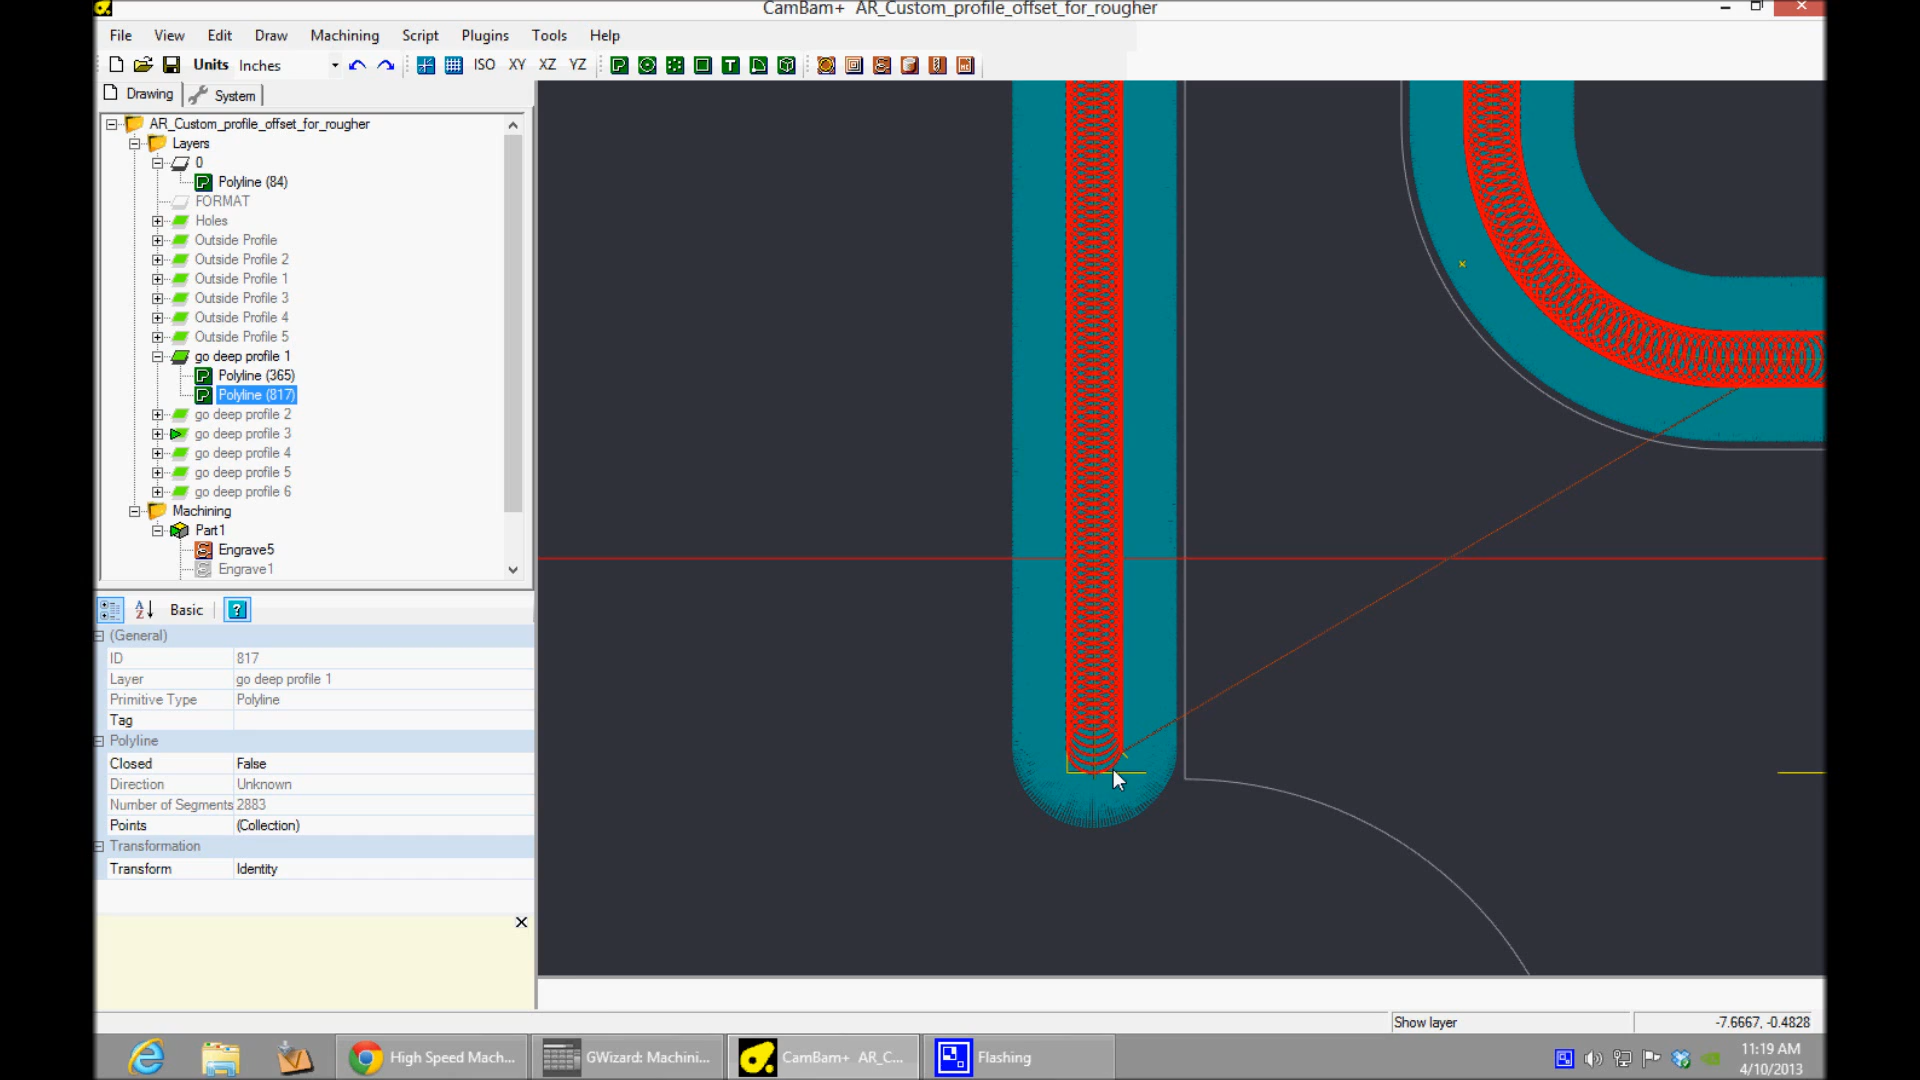 CamBam+ AR_Custom_profile_offset_for_rougher
File View Edit Draw Machining Script Plugins Tools Help
Units Inches ISO XY XZ YZ
Drawing System
AR_Custom_profile_offset_for_rougher
Layers
0
Polyline (84)
FORMAT
Holes
Outside Profile
Outside Profile 2
Outside Profile 1
Outside Profile 3
Outside Profile 4
Outside Profile 5
go deep profile 1
Polyline (365)
Polyline (817)
go deep profile 2
go deep profile 3
go deep profile 4
go deep profile 5
go deep profile 6
Machining
Part1
Engrave5
Engrave1
Basic
(General)
ID 817
Layer go deep profile 1
Primitive Type Polyline
Tag
Polyline
Closed False
Direction Unknown
Number of Segments 2883
Points (Collection)
Transformation
Transform Identity
Show layer -7.6667, -0.4828
High Speed Mach... GWizard: Machini... CamBam+ AR_C... Flashing
11:19 AM
4/10/2013